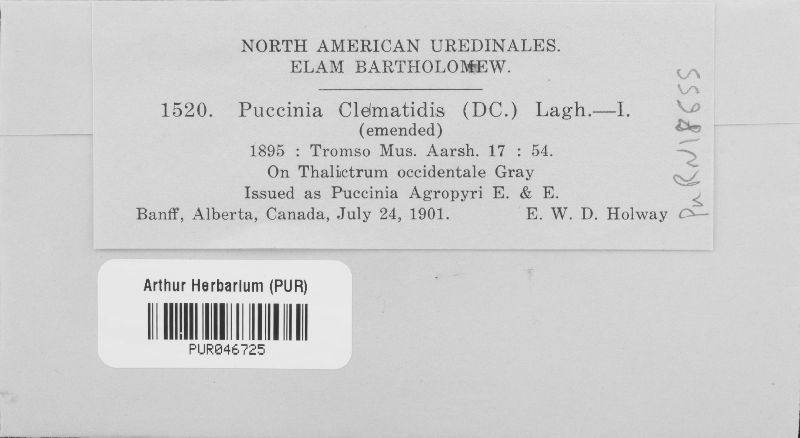 NORTH AMERICAN UREDINALES.
ELAM BARTHOLOMEW.
1520. Puccinia Clematidis (DC.) Lagh.—I.
(emended)
1895 : Tromso Mus. Aarsh. 17 : 54.
On Thalictrum occidentale Gray
Issued as Puccinia Agropyri E. & E.
Banff, Alberta, Canada, July 24, 1901. E. W. D. Holway
PURN18655
Arthur Herbarium (PUR)
PUR046725